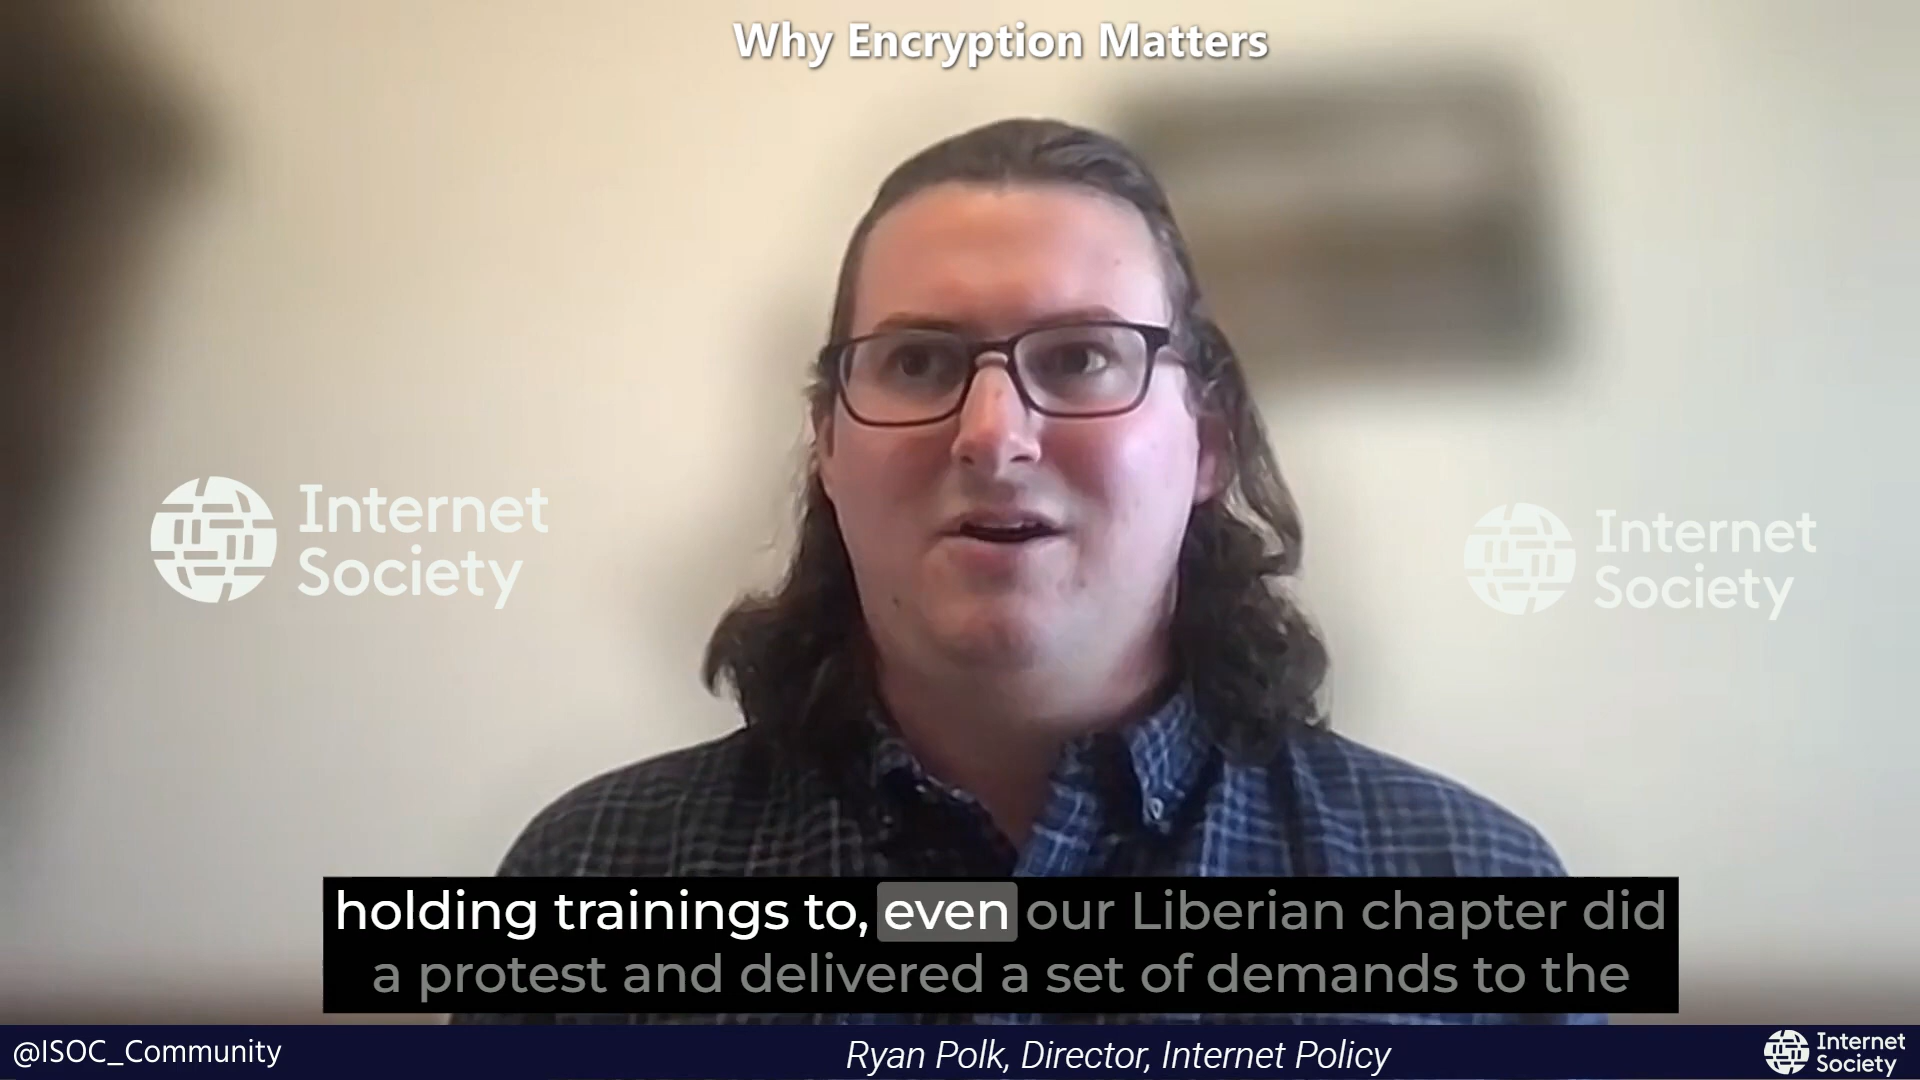 Why Encryption Matters
Internet
Society
Internet
Society
holding trainings to, even our Liberian chapter did
a protest and delivered a set of demands to the
@ISOC_Community
Ryan Polk, Director, Internet Policy
Internet
Society